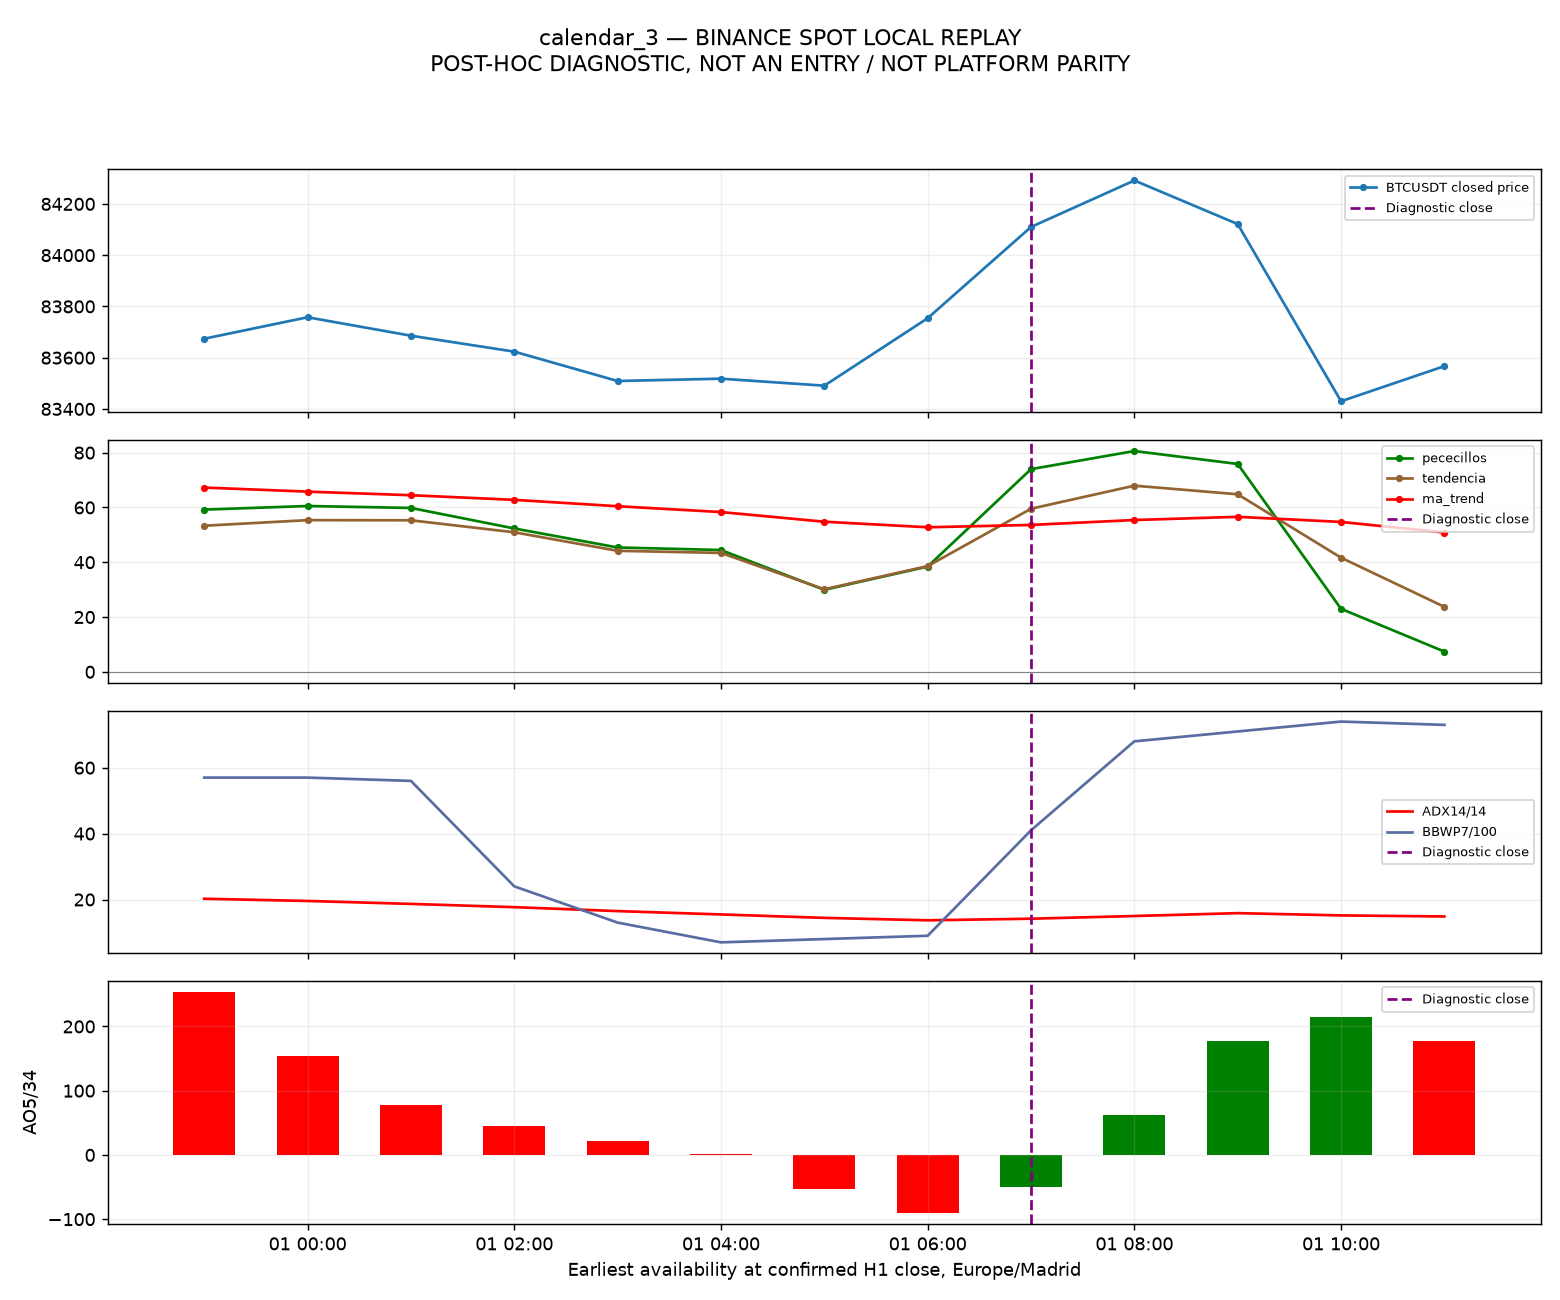 calendar_3 — BINANCE SPOT LOCAL REPLAY
POST-HOC DIAGNOSTIC, NOT AN ENTRY / NOT PLATFORM PARITY
84200
84000
83800
83600
83400
BTCUSDT closed price
Diagnostic close
80
60
40
20
0
pececillos
tendencia
ma_trend
Diagnostic close
60
40
20
ADX14/14
BBWP7/100
Diagnostic close
AO5/34
200
100
0
−100
Diagnostic close
01 00:00
01 02:00
01 04:00
01 06:00
01 08:00
01 10:00
Earliest availability at confirmed H1 close, Europe/Madrid